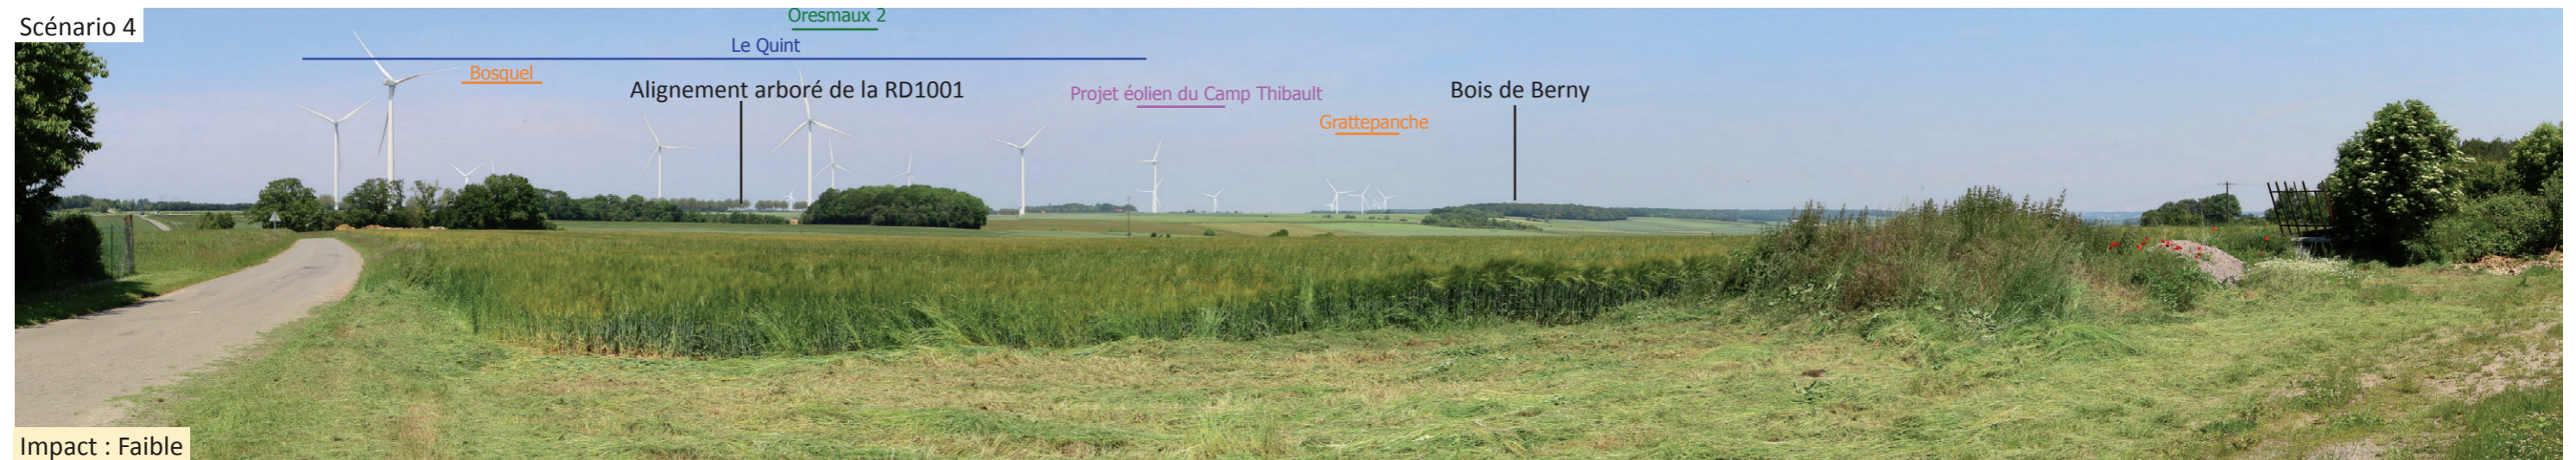 Scénario 4
Oresmaux 2
Le Quint
Bosquel
Alignement arboré de la RD1001
Projet éolien du Camp Thibault
Bois de Berny
Grattepanche
Impact : Faible